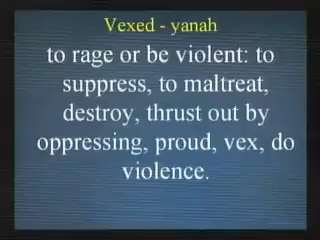 Vexed - yanah
to rage or be violent: to
suppress, to maltreat,
destroy, thrust out by
oppressing, proud, vex, do
violence.